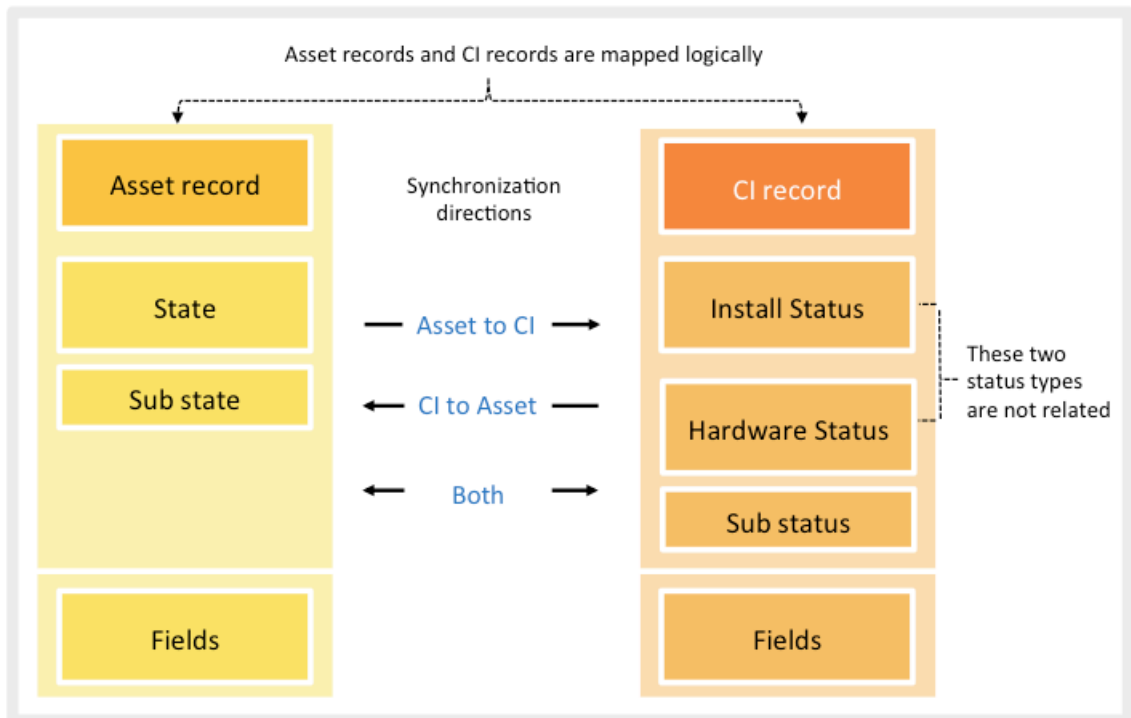 Asset records and CI records are mapped logically
Asset record
Synchronization
directions
CI record
State
Install Status
Asset to CI
Sub state
CI to Asset
Hardware Status
These two
status types
are not related
Both
Sub status
Fields
Fields